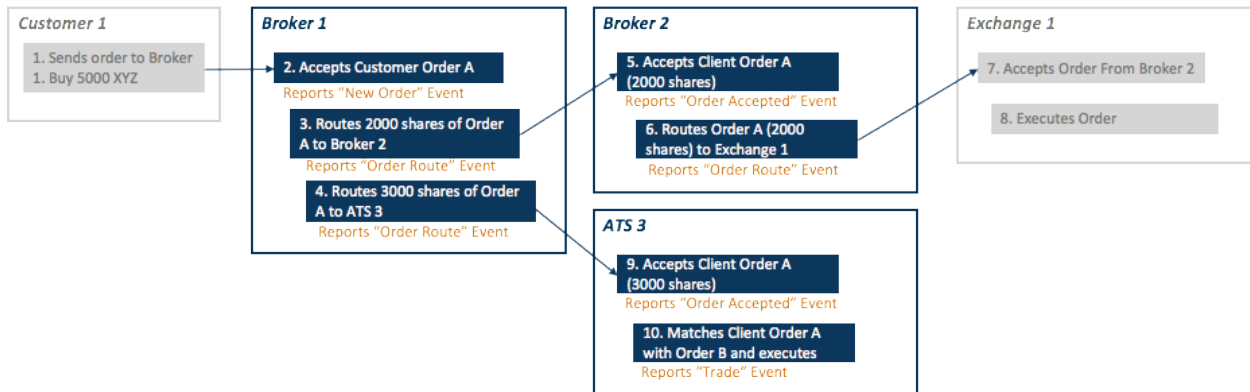 Customer 1
1. Sends order to Broker
1. Buy 5000 XYZ
Broker 1
2. Accepts Customer Order A
Reports "New Order" Event
3. Routes 2000 shares of Order
A to Broker 2
Reports "Order Route" Event
4. Routes 3000 shares of Order
A to ATS 3
Reports "Order Route" Event
Broker 2
5. Accepts Client Order A
(2000 shares)
Reports "Order Accepted" Event
6. Routes Order A (2000
shares) to Exchange 1
Reports "Order Route" Event
Exchange 1
7. Accepts Order From Broker 2
8. Executes Order
ATS 3
9. Accepts Client Order A
(3000 shares)
Reports "Order Accepted" Event
10. Matches Client Order A
with Order B and executes
Reports "Trade" Event